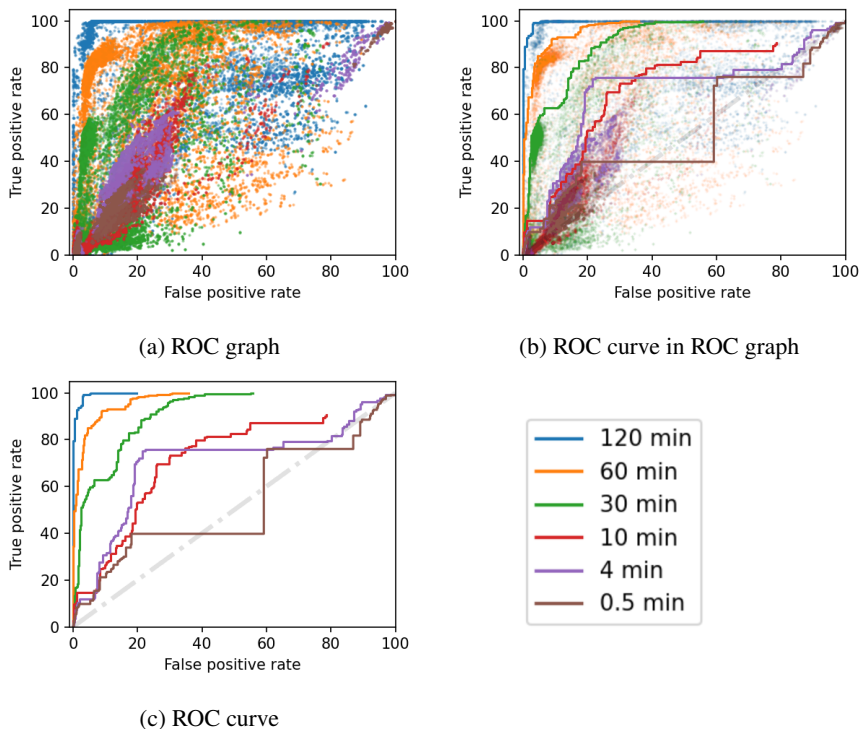 100
80
60
40
20
0
True positive rate
0 20 40 60 80 100
False positive rate
(a) ROC graph
100
80
60
40
20
0
True positive rate
0 20 40 60 80 100
False positive rate
(b) ROC curve in ROC graph
100
80
60
40
20
0
True positive rate
0 20 40 60 80 100
False positive rate
(c) ROC curve
120 min
60 min
30 min
10 min
4 min
0.5 min